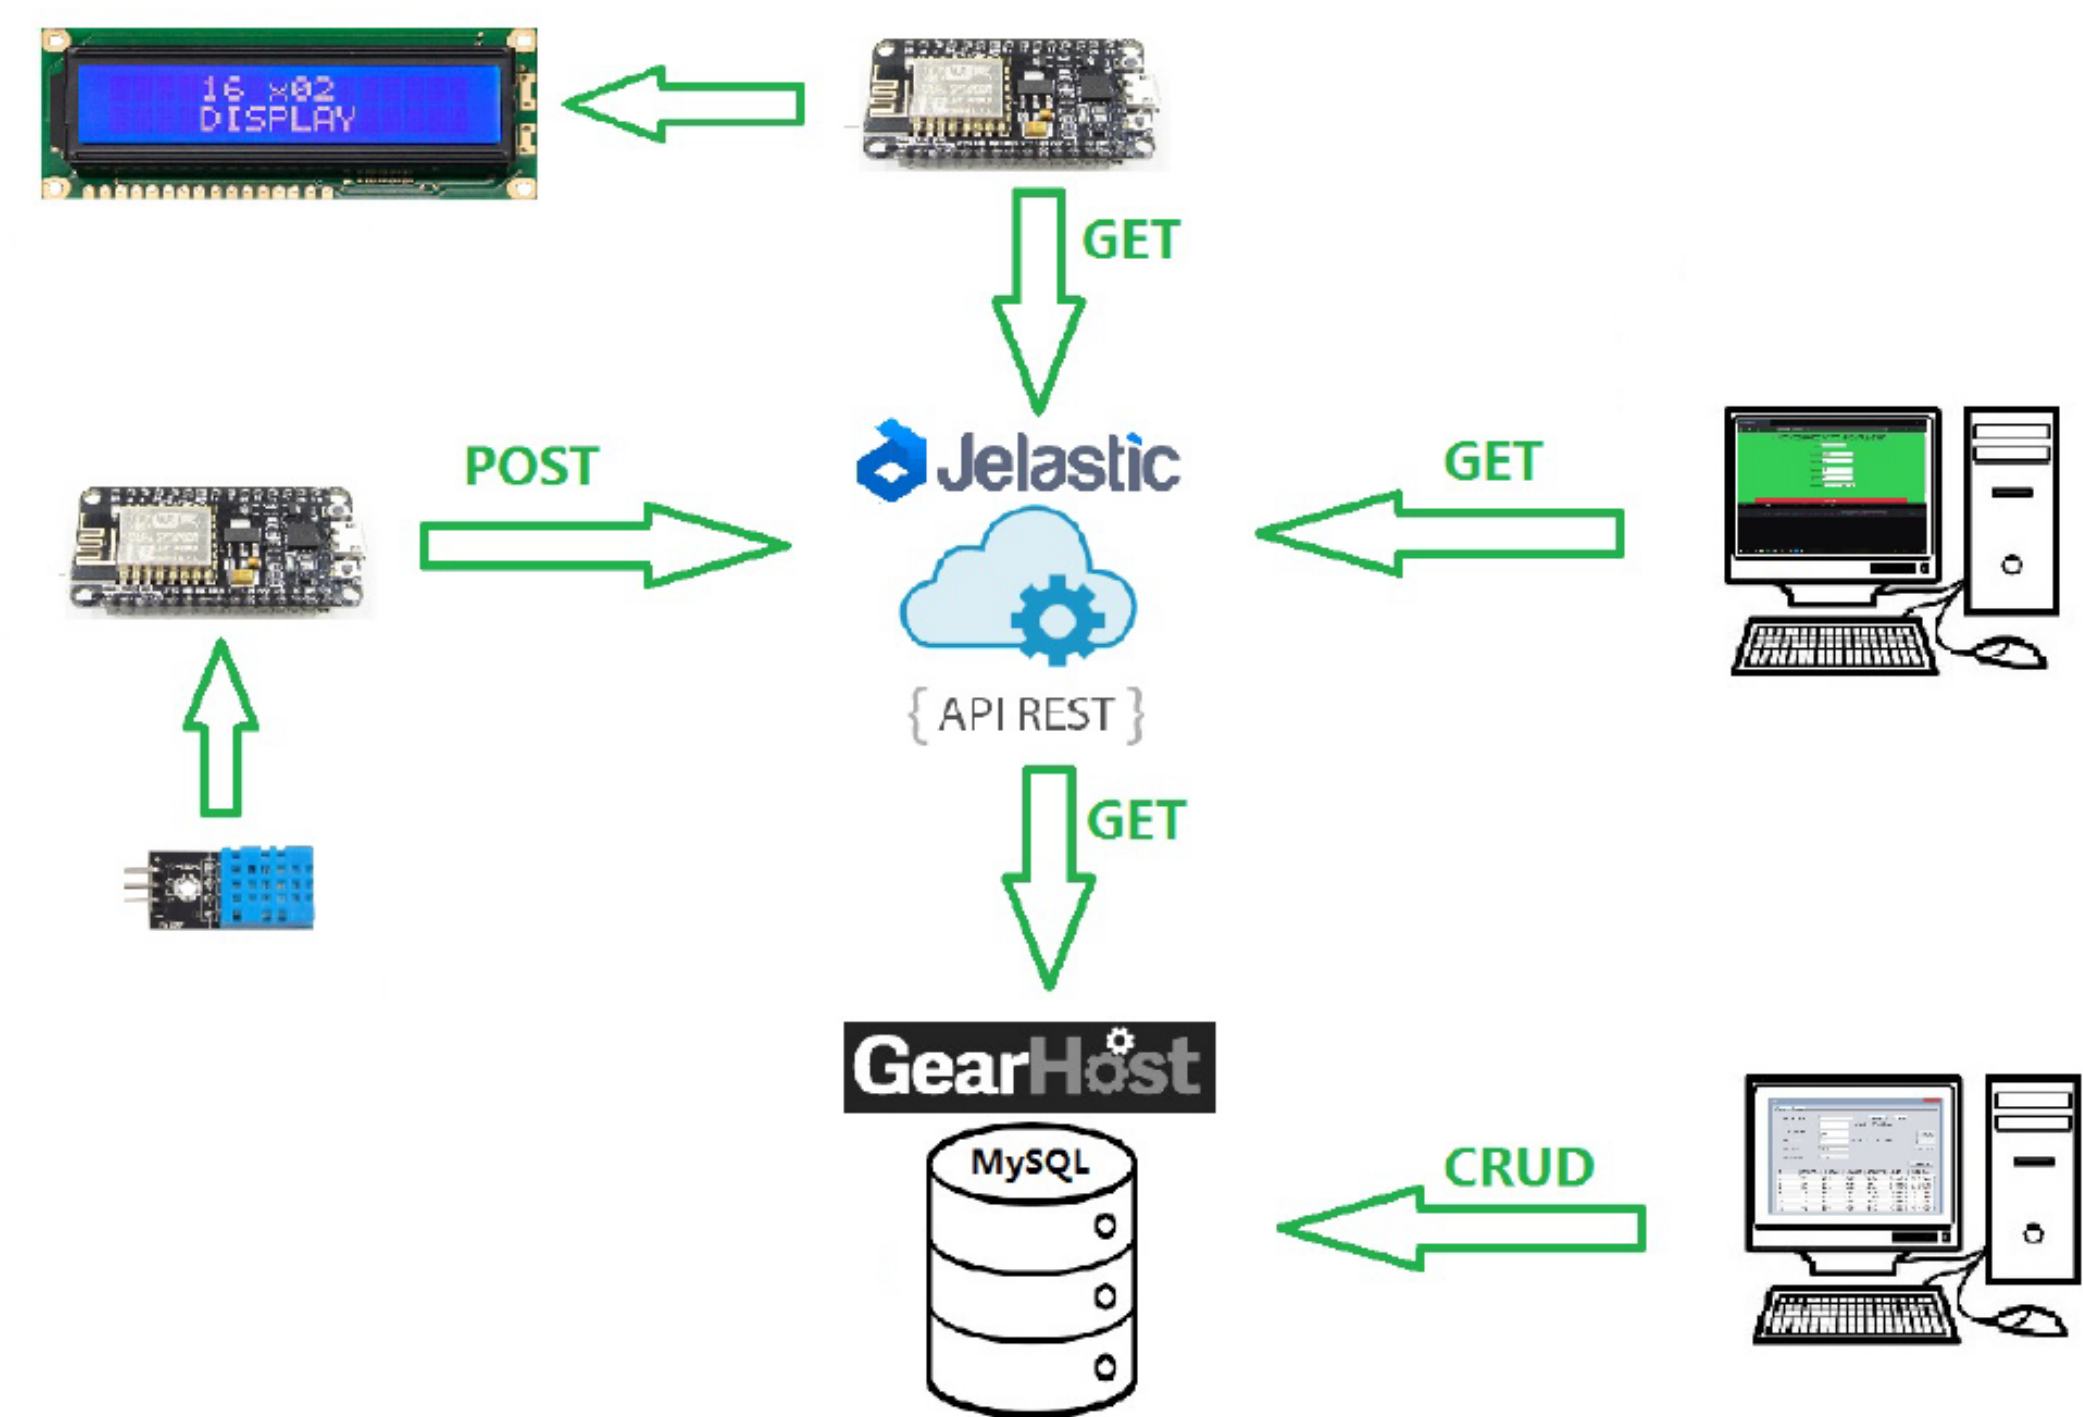 16 x02
DISPLAY
GET
POST
Jelastic
GET
{ API REST }
GET
GearHost
MySQL
CRUD